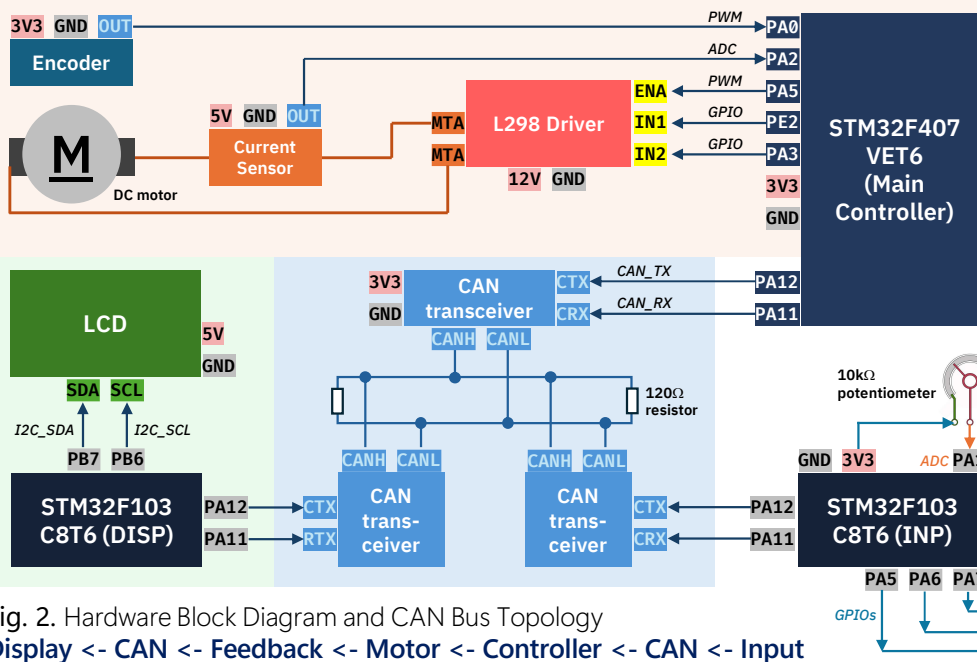 3V3 GND OUT
Encoder
PWM
PA0
ADC
PA2
5V GND OUT
Current
Sensor
M
DC motor
MTA
MTA
L298 Driver
12V GND
ENA
IN1
IN2
PWM
GPIO
GPIO
PA5
PE2
PA3
3V3
GND
STM32F407
VET6
(Main
Controller)
LCD
5V
GND
SDA SCL
I2C_SDA
I2C_SCL
PB7 PB6
STM32F103
C8T6 (DISP)
PA12
PA11
3V3
GND
CAN
transceiver
CTX
CRX
CAN_TX
CAN_RX
PA12
PA11
CANH CANL
120Ω
resistor
CANH CANL
CTX
RTX
CAN
trans-
ceiver
CANH CANL
CAN
trans-
ceiver
CTX
CRX
PA12
PA11
10kΩ
potentiometer
GND 3V3
ADC
STM32F103
C8T6 (INP)
PA5 PA6
GPIOs
Fig. 2. Hardware Block Diagram and CAN Bus Topology
<- CAN <- Feedback <- Motor <- Controller <- CAN <- Input